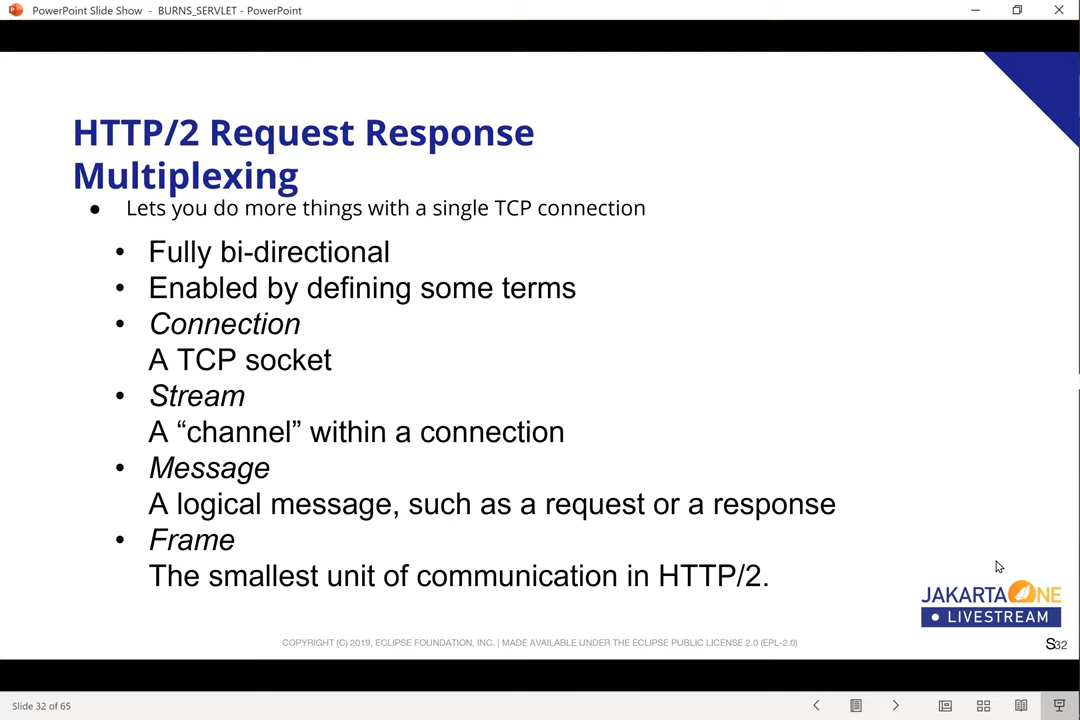 PowerPoint Slide Show - BURNS_SERVLET - PowerPoint
HTTP/2 Request Response
Multiplexing
● Lets you do more things with a single TCP connection
• Fully bi-directional
• Enabled by defining some terms
• Connection
A TCP socket
• Stream
A “channel” within a connection
• Message
A logical message, such as a request or a response
• Frame
The smallest unit of communication in HTTP/2.
JAKARTA ONE
● LIVESTREAM
COPYRIGHT (C) 2019, ECLIPSE FOUNDATION, INC. | MADE AVAILABLE UNDER THE ECLIPSE PUBLIC LICENSE 2.0 (EPL-2.0)
S32
Slide 32 of 65